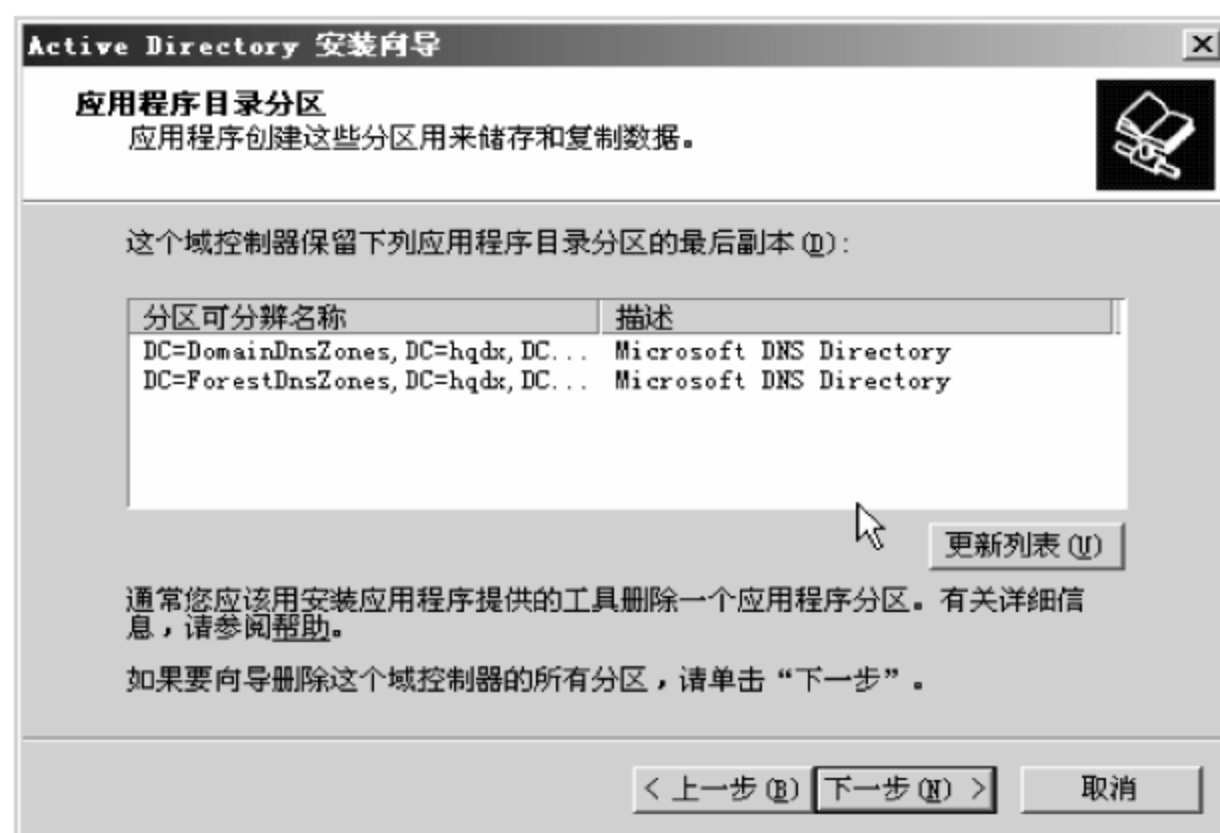 Active Directory 安装向导
应用程序目录分区
应用程序创建这些分区用来储存和复制数据。
这个域控制器保留下列应用程序目录分区的最后副本(D):
分区可分辨名称 描述
DC=DomainDnsZones,DC=hqdx,DC... Microsoft DNS Directory
DC=ForestDnsZones,DC=hqdx,DC... Microsoft DNS Directory
更新列表(U)
通常您应该用安装应用程序提供的工具删除一个应用程序分区。有关详细信
息，请参阅帮助。
如果要向导删除这个域控制器的所有分区，请单击“下一步”。
< 上一步(B) 下一步(N) > 取消